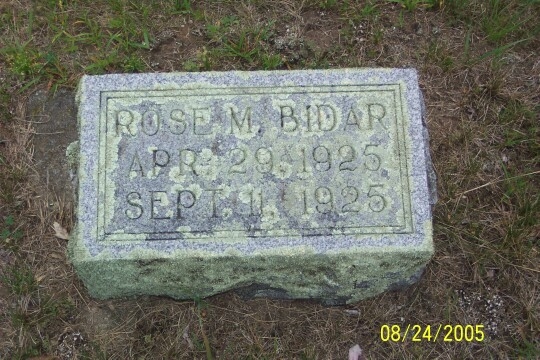 ROSE M. BIDAR
APR. 29, 1925
SEPT. 11, 1925
08/24/2005